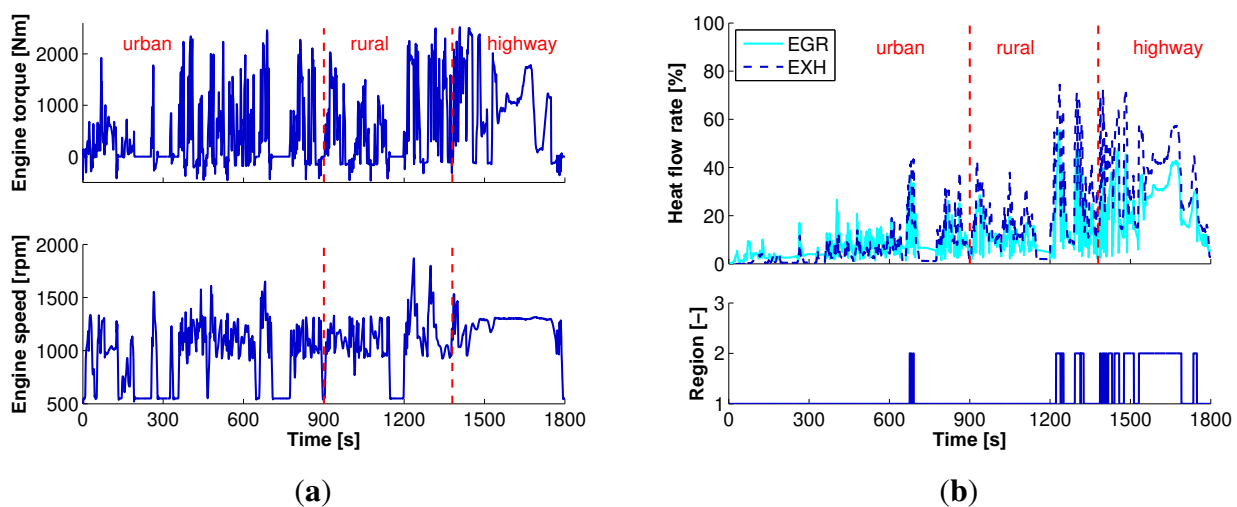 Engine torque [Nm]
2000
1000
0
urban
rural
highway
Engine speed [rpm]
2000
1500
1000
500
0
300
600
900
1200
1500
1800
Time [s]
(a)
Heat flow rate [%]
100
80
60
40
20
0
EGR
EXH
urban
rural
highway
Region [−]
3
2
1
0
300
600
900
1200
1500
1800
Time [s]
(b)